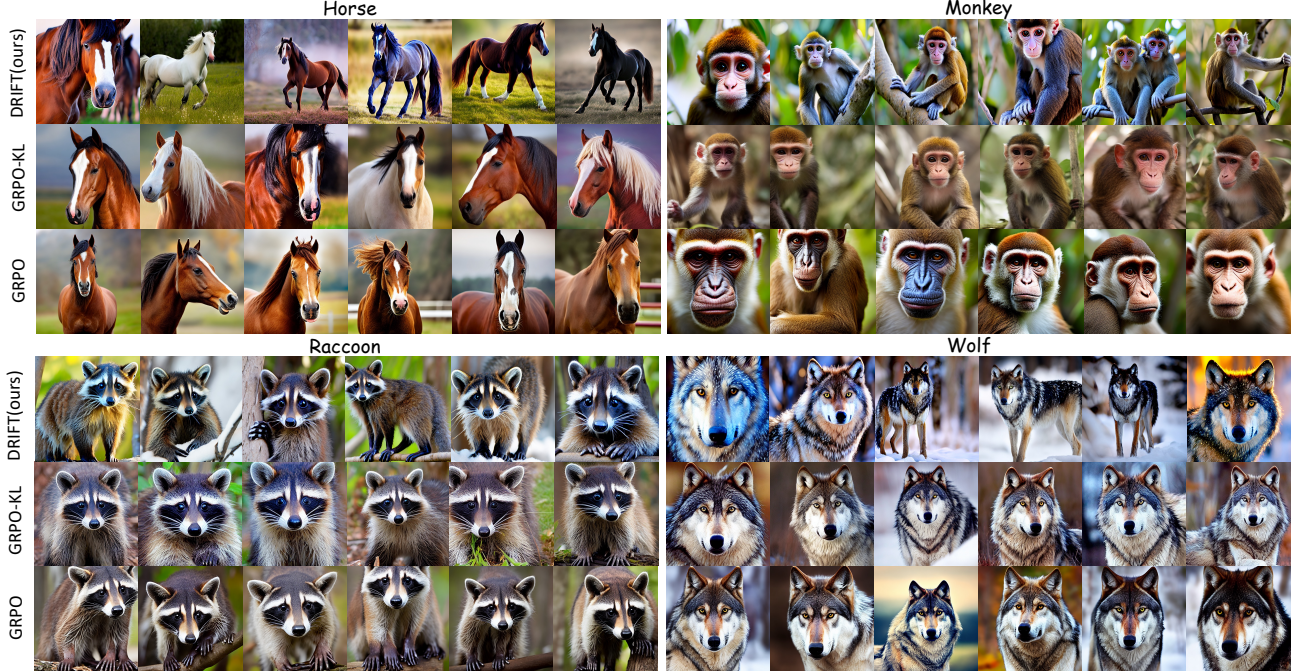 Horse
DRIFT(ours)
GRPO-KL
GRPO
Monkey
Raccoon
DRIFT(ours)
GRPO-KL
GRPO
Wolf